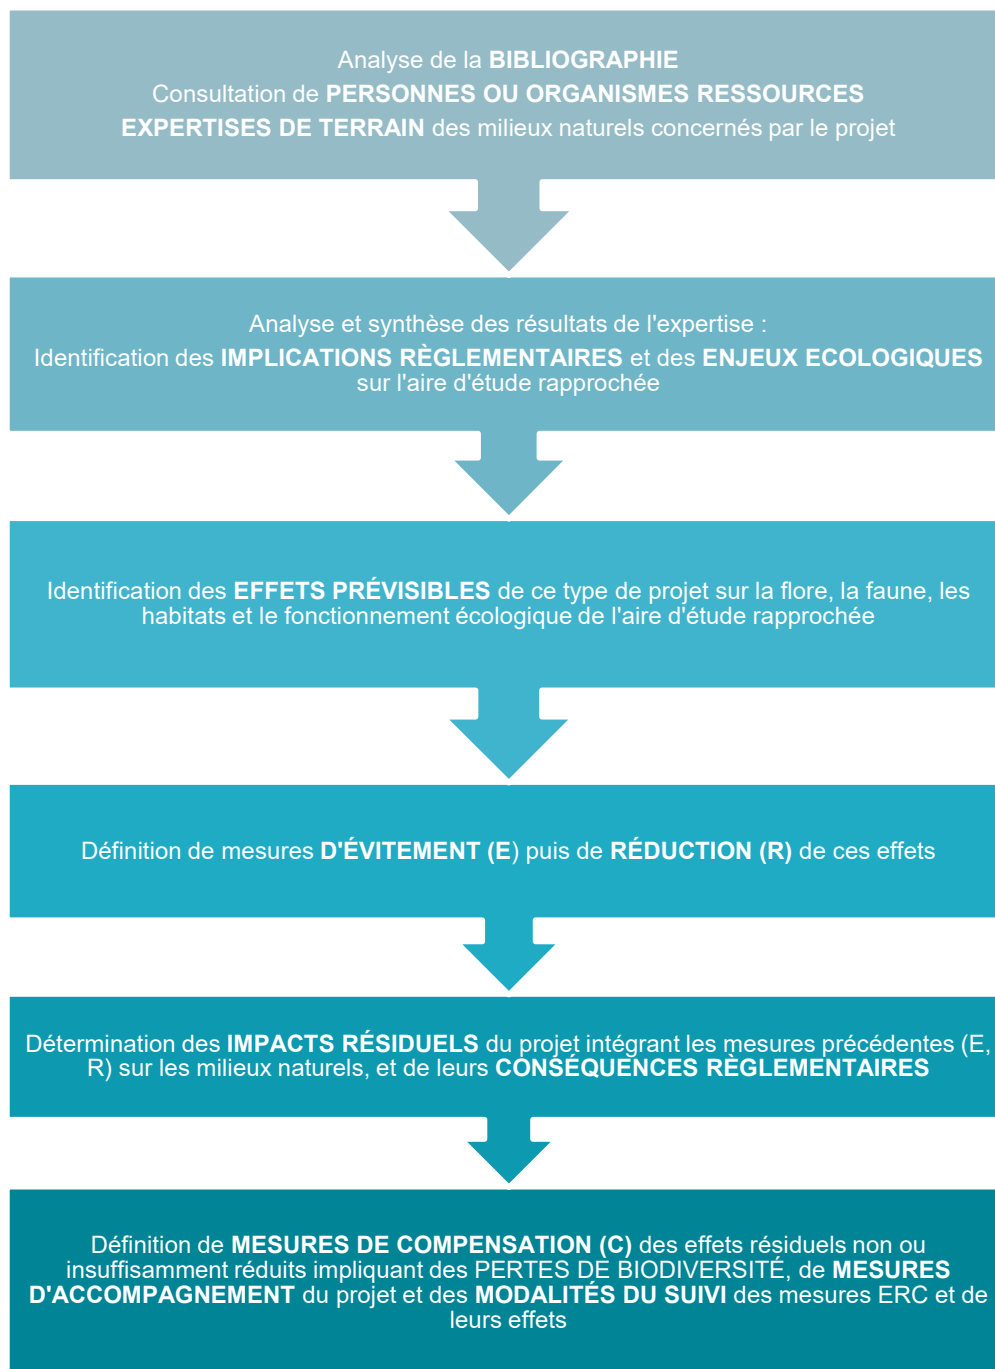 Analyse de la BIBLIOGRAPHIE
Consultation de PERSONNES OU ORGANISMES RESSOURCES
EXPERTISES DE TERRAIN des milieux naturels concernés par le projet
Analyse et synthèse des résultats de l'expertise :
Identification des IMPLICATIONS RÈGLEMENTAIRES et des ENJEUX ECOLOGIQUES
sur l'aire d'étude rapprochée
Identification des EFFETS PRÉVISIBLES de ce type de projet sur la flore, la faune, les
habitats et le fonctionnement écologique de l'aire d'étude rapprochée
Définition de mesures D'ÉVITEMENT (E) puis de RÉDUCTION (R) de ces effets
Détermination des IMPACTS RÉSIDUELS du projet intégrant les mesures précédentes (E,
R) sur les milieux naturels, et de leurs CONSÉQUENCES RÈGLEMENTAIRES
Définition de MESURES DE COMPENSATION (C) des effets résiduels non ou
insuffisamment réduits impliquant des PERTES DE BIODIVERSITÉ, de MESURES
D'ACCOMPAGNEMENT du projet et des MODALITÉS DU SUIVI des mesures ERC et de
leurs effets